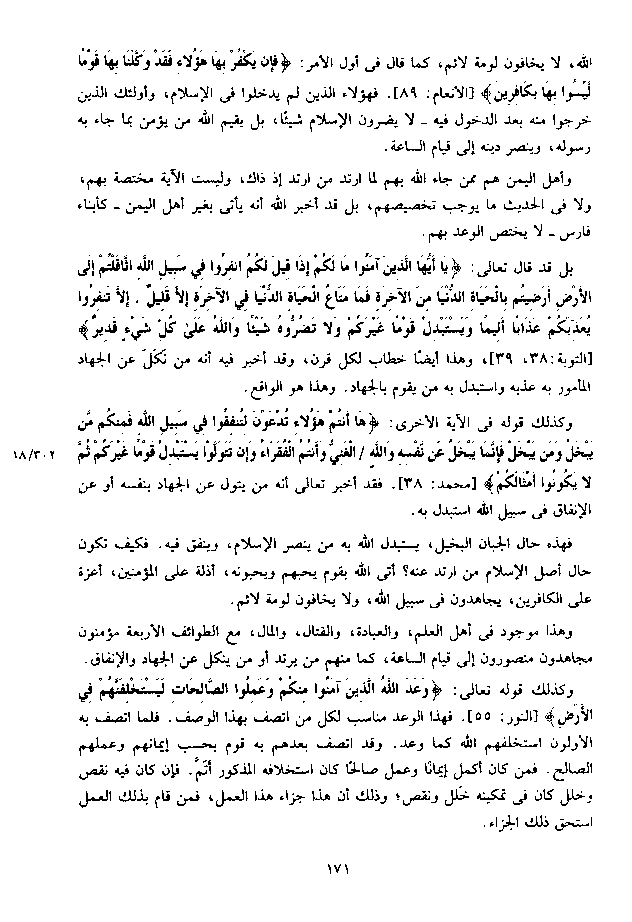 الله، لا يخافون لومة لائم، كما قال فى أول الأمر: ﴿فَإِن يَكْفُرْ بِهَا هَؤُلاءِ فَقَدْ وَكَّلْنَا بِهَا قَوْمًا
لَيْسُوا بِهَا بِكَافِرِينَ﴾ [الأنعام: ٨٩]. فهؤلاء الذين لم يدخلوا فى الإسلام، وأولئك الذين
خرجوا منه بعد الدخول فيه ـ لا يضرون الإسلام شيئًا، بل يقيم الله من يؤمن بما جاء به
رسوله، وينصر دينه إلى قيام الساعة.
وأهل اليمن هم ممن جاء الله بهم لما ارتد من ارتد إذ ذاك، وليست الآية مختصة بهم،
ولا فى الحديث ما يوجب تخصيصهم، بل قد أخبر الله أنه يأتى بغير أهل اليمن ـ كأبناء
فارس ـ لا يختص الوعد بهم.
بل قد قال تعالى: ﴿يَا أَيُّهَا الَّذِينَ آمَنُوا مَا لَكُمْ إِذَا قِيلَ لَكُمُ انفِرُوا فِي سَبِيلِ اللَّهِ اثَّاقَلْتُمْ إِلَى
الأَرْضِ أَرَضِيتُم بِالْحَيَاةِ الدُّنْيَا مِنَ الآخِرَةِ فَمَا مَتَاعُ الْحَيَاةِ الدُّنْيَا فِي الآخِرَةِ إِلاَّ قَلِيلٌ . إِلاَّ تَنفِرُوا
يُعَذِّبْكُمْ عَذَابًا أَلِيمًا وَيَسْتَبْدِلْ قَوْمًا غَيْرَكُمْ وَلا تَضُرُّوهُ شَيْئًا وَاللَّهُ عَلَىٰ كُلِّ شَيْءٍ قَدِيرٌ﴾
[التوبة:٣٨، ٣٩]، وهذا أيضًا خطاب لكل قرن، وقد أخبر فيه أنه من نَكَلَ عن الجهاد
المأمور به عذبه واستبدل به من يقوم بالجهاد. وهذا هو الواقع.
وكذلك قوله فى الآية الأخرى: ﴿هَا أَنتُمْ هَؤُلاءِ تُدْعَوْنَ لِتُنفِقُوا فِي سَبِيلِ اللَّهِ فَمِنكُم مَّن
يَبْخَلُ وَمَن يَبْخَلْ فَإِنَّمَا يَبْخَلُ عَن نَّفْسِهِ وَاللَّهُ / الْغَنِيُّ وَأَنتُمُ الْفُقَرَاءُ وَإِن تَتَوَلَّوْا يَسْتَبْدِلْ قَوْمًا غَيْرَكُمْ ثُمَّ ١٨/٣٠٢
لا يَكُونُوا أَمْثَالَكُمْ﴾ [محمد: ٣٨]. فقد أخبر تعالى أنه من يتول عن الجهاد بنفسه أو عن
الإنفاق فى سبيل الله استبدل به.
فهذه حال الجبان البخيل، يستبدل الله به من ينصر الإسلام، وينفق فيه. فكيف تكون
حال أصل الإسلام من ارتد عنه؟ أتى الله بقوم يحبهم ويحبونه، أذلة على المؤمنين، أعزة
على الكافرين، يجاهدون فى سبيل الله، ولا يخافون لومة لائم.
وهذا موجود فى أهل العلم، والعبادة، والقتال، والمال، مع الطوائف الأربعة مؤمنون
مجاهدون منصورون إلى قيام الساعة، كما منهم من يرتد أو من ينكل عن الجهاد والإنفاق.
وكذلك قوله تعالى: ﴿وَعَدَ اللَّهُ الَّذِينَ آمَنُوا مِنكُمْ وَعَمِلُوا الصَّالِحَاتِ لَيَسْتَخْلِفَنَّهُمْ فِي
الأَرْضِ﴾ [النور: ٥٥]. فهذا الوعد مناسب لكل من اتصف بهذا الوصف. فلما اتصف به
الأولون استخلفهم الله كما وعد. وقد اتصف بعدهم به قوم بحسب إيمانهم وعملهم
الصالح. فمن كان أكمل إيمانًا وعمل صالحًا كان استخلافه المذكور أتمَّ. فإن كان فيه نقص
وخلل كان فى تمكينه خَلَل ونقص؛ وذلك أن هذا جزاء هذا العمل، فمن قام بذلك العمل
استحق ذلك الجزاء.
١٧١